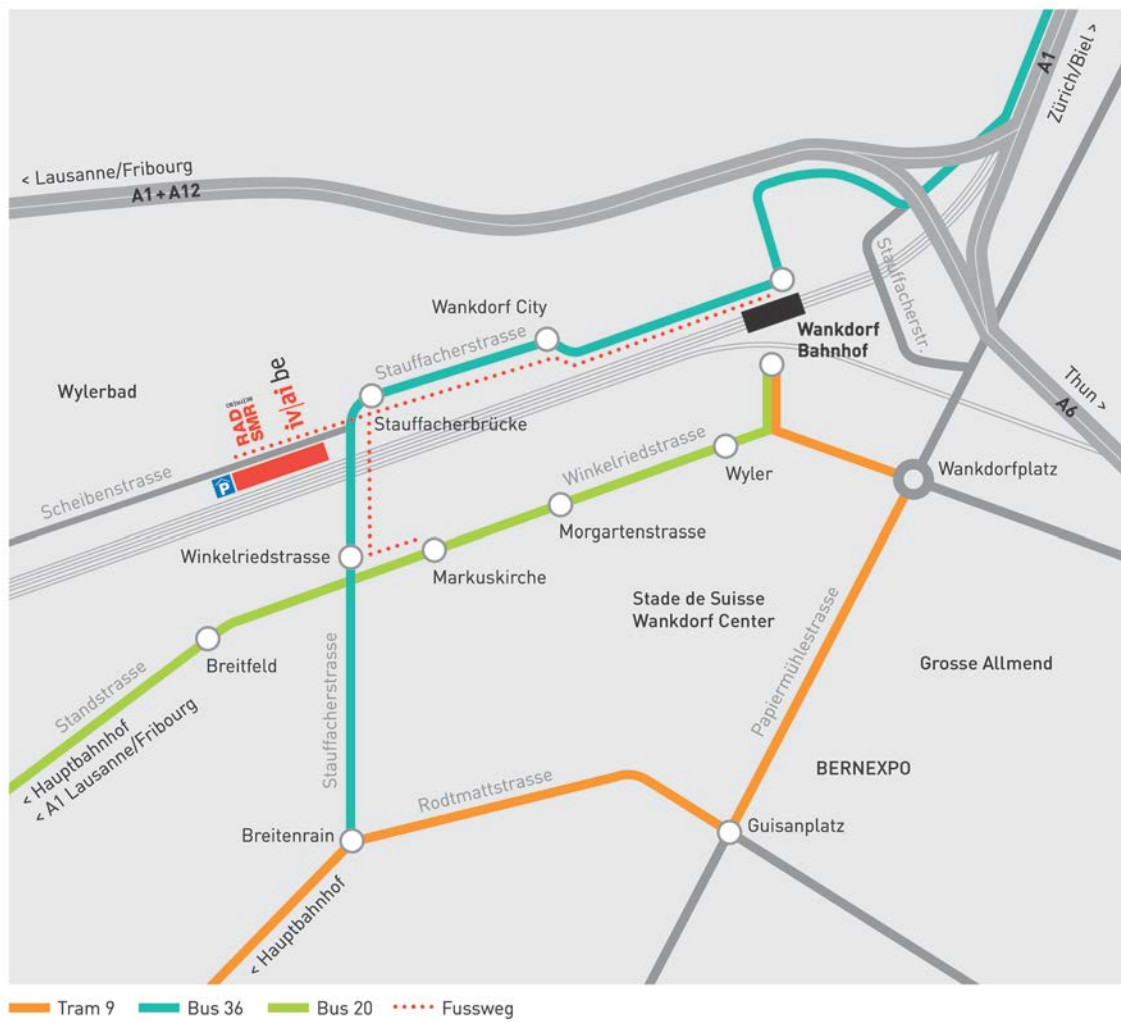 A1
Zürich/Biel >
< Lausanne/Fribourg
A1 + A12
Stauffacherstr.
Wankdorf City
Wankdorf
Bahnhof
Stauffacherstrasse
Wylerbad
RAD
SMR
iv|ai be
Thun >
A6
Stauffacherbrücke
Winkelriedstrasse
Wyler
Wankdorfplatz
Scheibenstrasse
P
Morgartenstrasse
Winkelriedstrasse
Markuskirche
Stade de Suisse
Wankdorf Center
Papiermühlestrasse
Grosse Allmend
Breitfeld
Standstrasse
Stauffacherstrasse
< Hauptbahnhof
< A1 Lausanne/Fribourg
BERNEXPO
Rodtmattstrasse
Breitenrain
Guisanplatz
< Hauptbahnhof
Tram 9
Bus 36
Bus 20
Fussweg